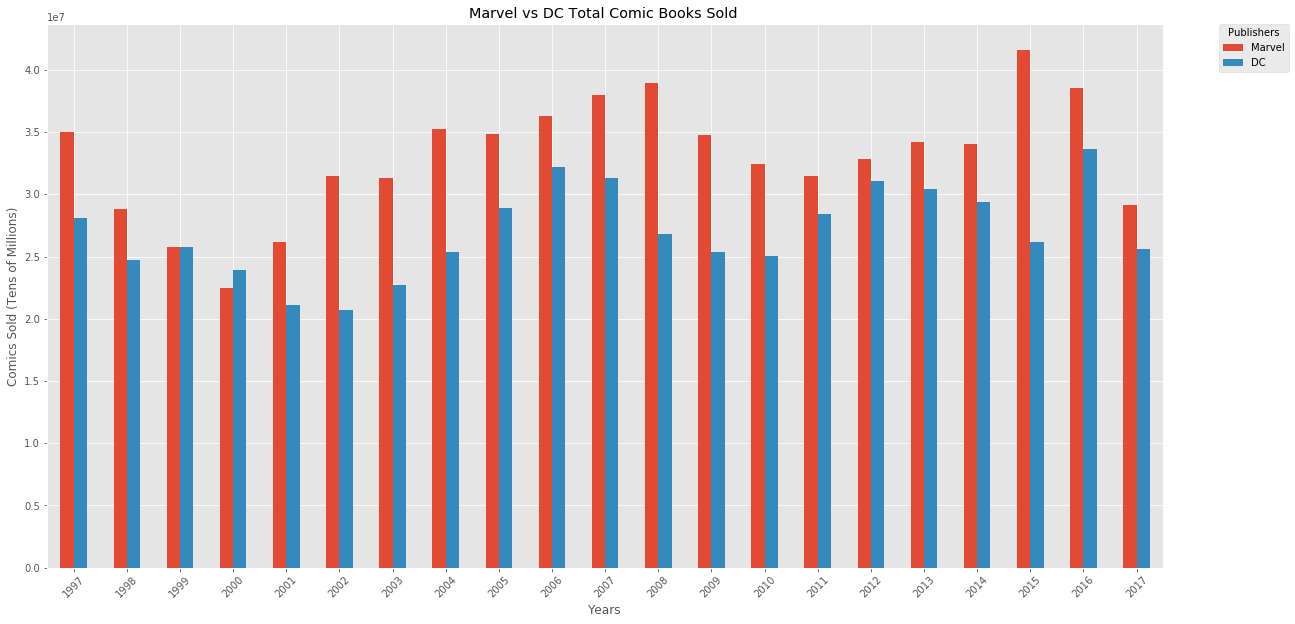 Marvel vs DC Total Comic Books Sold
1e7
Publishers
Marvel
DC
4.0
3.5
3.0
2.5
2.0
1.5
1.0
0.5
0.0
Comics Sold (Tens of Millions)
1997 1998 1999 2000 2001 2002 2003 2004 2005 2006 2007 2008 2009 2010 2011 2012 2013 2014 2015 2016 2017
Years